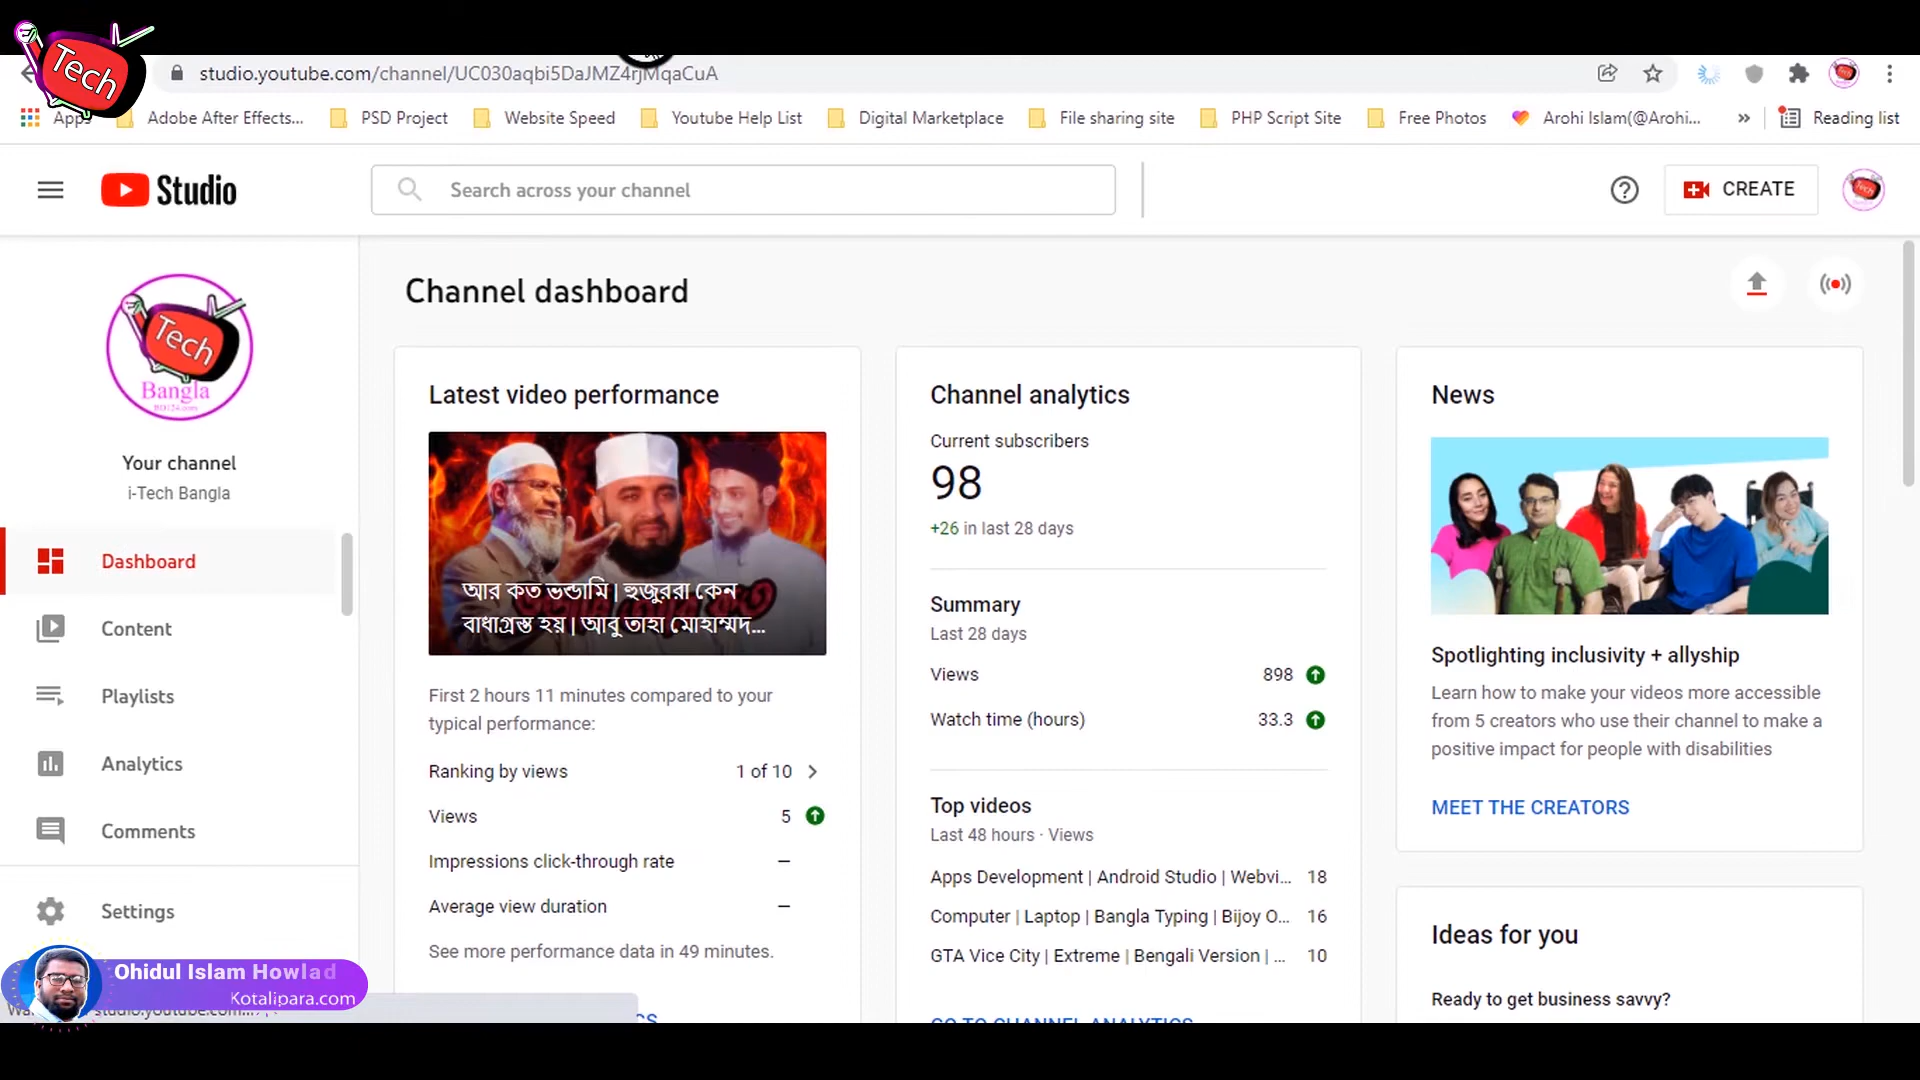 Tech
studio.youtube.com/channel/UC030aqbi5DaJMZ4rjMqaCuA
Apps
Adobe After Effects...
PSD Project
Website Speed
Youtube Help List
Digital Marketplace
File sharing site
PHP Script Site
Free Photos
Arohi Islam(@Arohi...
»
Reading list
Studio
Search across your channel
CREATE
Tech
Bangla
Your channel
i-Tech Bangla
Dashboard
Content
Playlists
Analytics
Comments
Settings
Ohidul Islam Howlad
Kotalipara.com
Channel dashboard
Latest video performance
আর কত ভন্ডামি | হুজুররা কেন
বাধাগ্রস্ত হয় | আবু তাহা মোহাম্মদ...
First 2 hours 11 minutes compared to your
typical performance:
Ranking by views 1 of 10
Views 5
Impressions click-through rate –
Average view duration –
See more performance data in 49 minutes.
Channel analytics
Current subscribers
98
+26 in last 28 days
Summary
Last 28 days
Views 898
Watch time (hours) 33.3
Top videos
Last 48 hours · Views
Apps Development | Android Studio | Webvi... 18
Computer | Laptop | Bangla Typing | Bijoy O... 16
GTA Vice City | Extreme | Bengali Version | ... 10
GO TO CHANNEL ANALYTICS
News
Spotlighting inclusivity + allyship
Learn how to make your videos more accessible
from 5 creators who use their channel to make a
positive impact for people with disabilities
MEET THE CREATORS
Ideas for you
Ready to get business savvy?